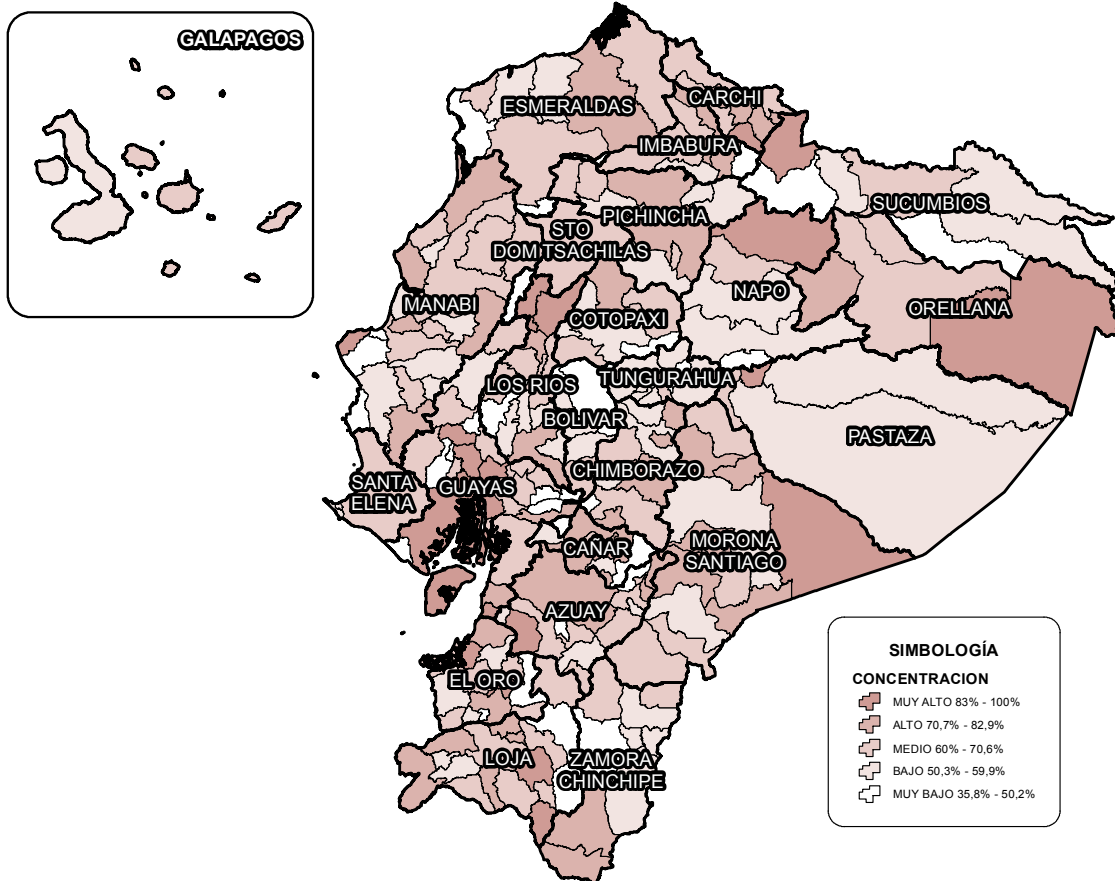 GALAPAGOS
ESMERALDAS
CARCHI
IMBABURA
SUCUMBIOS
PICHINCHA
STO
DOM TSACHILAS
NAPO
MANABI
ORELLANA
COTOPAXI
LOS RIOS
TUNGURAHUA
BOLIVAR
PASTAZA
CHIMBORAZO
SANTA
ELENA
GUAYAS
MORONA
SANTIAGO
CAÑAR
AZUAY
EL ORO
LOJA
ZAMORA
CHINCHIPE
SIMBOLOGÍA
CONCENTRACION
MUY ALTO 83% - 100%
ALTO 70,7% - 82,9%
MEDIO 60% - 70,6%
BAJO 50,3% - 59,9%
MUY BAJO 35,8% - 50,2%